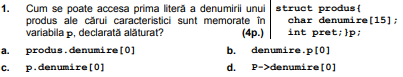 1. Cum se poate accesa prima literă a denumirii unui struct produs{
produs ale cărui caracteristici sunt memorate în char denumire[15];
variabila p, declarată alăturat? (4p.) int pret;}p;
a. produs.denumire[0] b. denumire.p[0]
c. p.denumire[0] d. P->denumire[0]